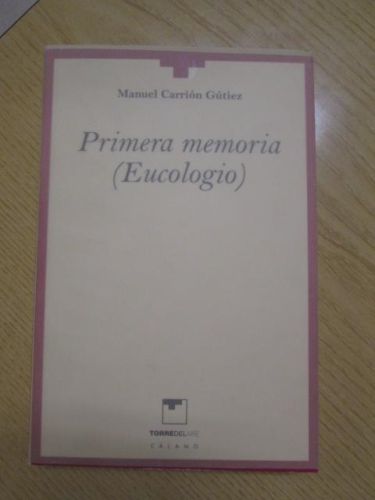 Manuel Carrión Gútiez
Primera memoria
(Eucologio)
TORREDELAIRE
CÁLAMO